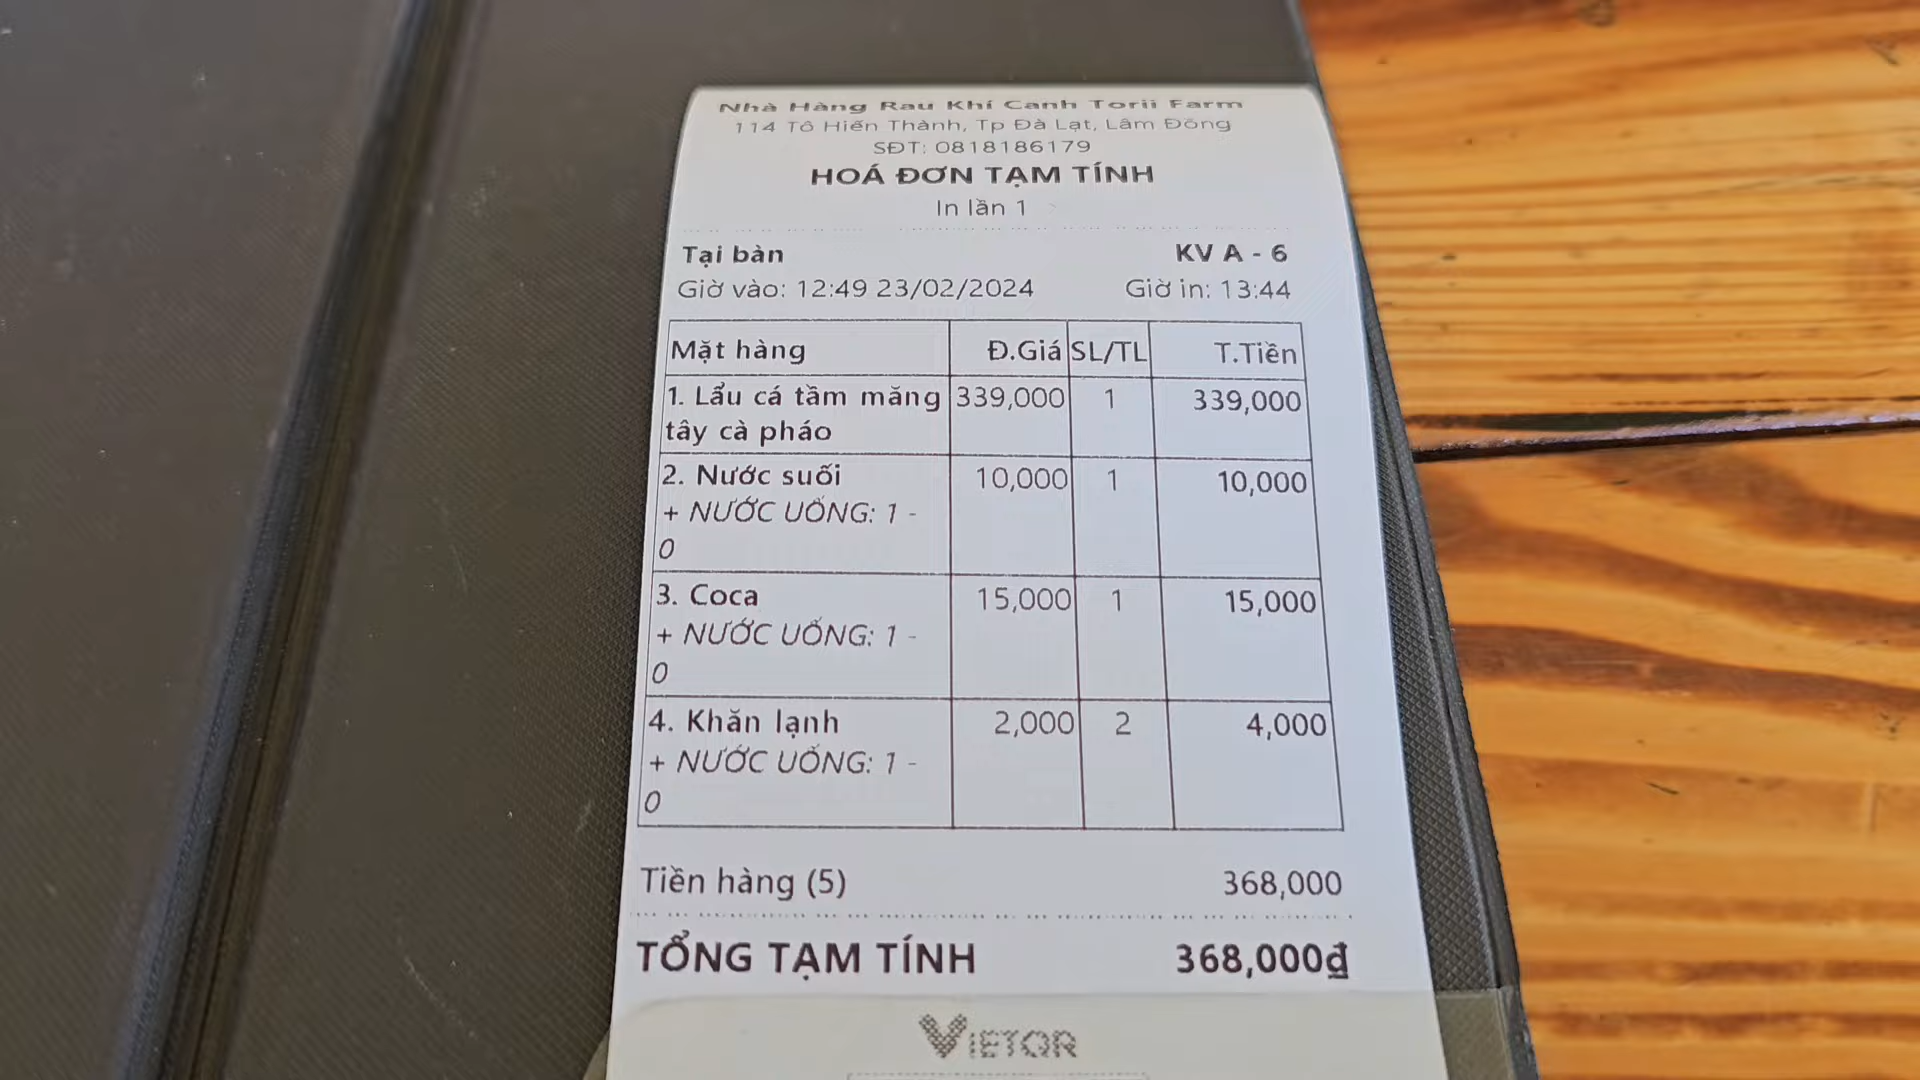 Nhà Hàng Rau Khí Canh Torii Farm
114 Tô Hiến Thành, Tp Đà Lạt, Lâm Đồng
SĐT: 0818186179
HOÁ ĐƠN TẠM TÍNH
In lần 1
Tại bàn KV A - 6
Giờ vào: 12:49 23/02/2024 Giờ in: 13:44
Mặt hàng Đ.Giá SL/TL T.Tiền
1. Lẩu cá tầm măng 339,000 1 339,000
tây cà pháo
2. Nước suối 10,000 1 10,000
+ NƯỚC UỐNG: 1 -
0
3. Coca 15,000 1 15,000
+ NƯỚC UỐNG: 1 -
0
4. Khăn lạnh 2,000 2 4,000
+ NƯỚC UỐNG: 1 -
0
Tiền hàng (5) 368,000
TỔNG TẠM TÍNH 368,000₫
VIETQR